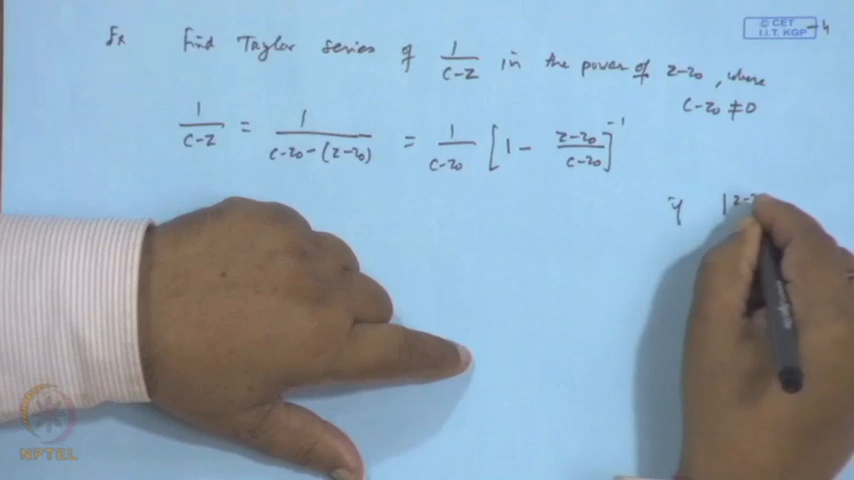 © CET
I.I.T. KGP
Ex Find Taylor series of 1/(c-z) in the power of z-z0, where
c-z0 ≠ 0
1/(c-z) = 1/(c-z0-(z-z0)) = 1/(c-z0) [1 - (z-z0)/(c-z0)]^-1
if |z-
NPTEL